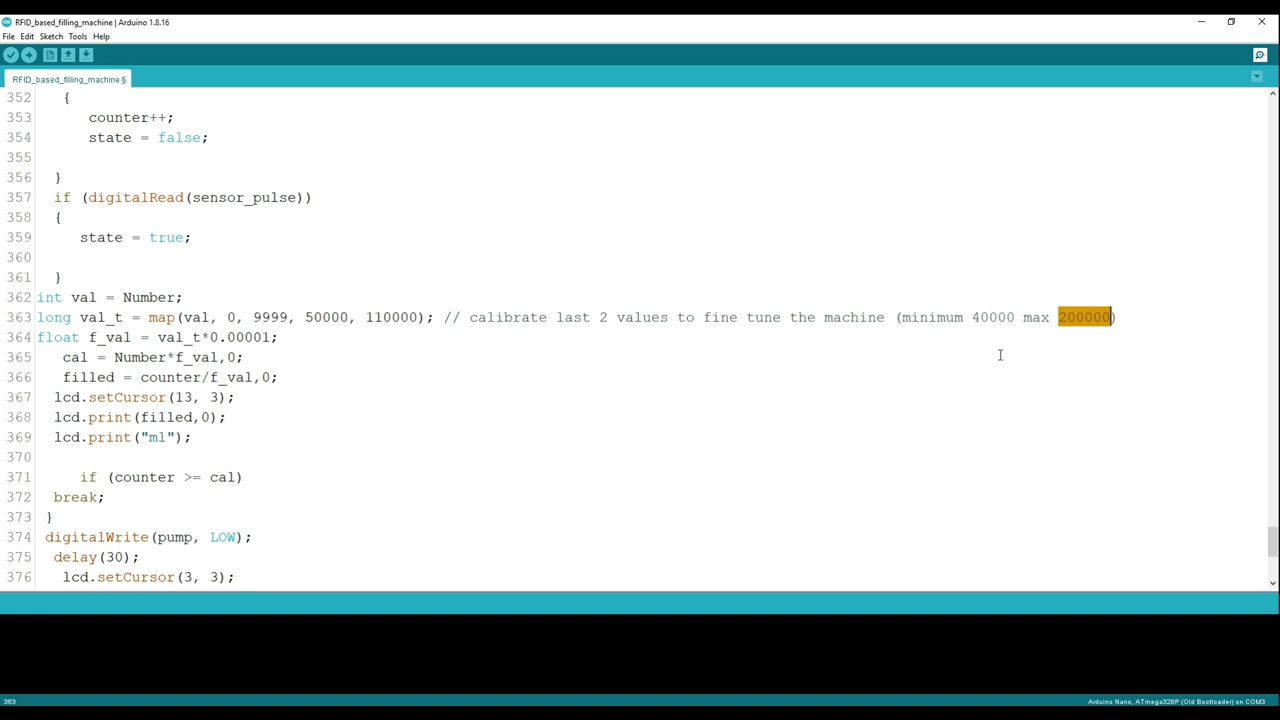 RFID_based_filling_machine | Arduino 1.8.16
File Edit Sketch Tools Help
RFID_based_filling_machine §
352 {
353 counter++;
354 state = false;
355
356 }
357 if (digitalRead(sensor_pulse))
358 {
359 state = true;
360
361 }
362 int val = Number;
363 long val_t = map(val, 0, 9999, 50000, 110000); // calibrate last 2 values to fine tune the machine (minimum 40000 max 200000)
364 float f_val = val_t*0.00001;
365 cal = Number*f_val,0;
366 filled = counter/f_val,0;
367 lcd.setCursor(13, 3);
368 lcd.print(filled,0);
369 lcd.print("ml");
370
371 if (counter >= cal)
372 break;
373 }
374 digitalWrite(pump, LOW);
375 delay(30);
376 lcd.setCursor(3, 3);
363 Arduino Nano, ATmega328P (Old Bootloader) on COM3